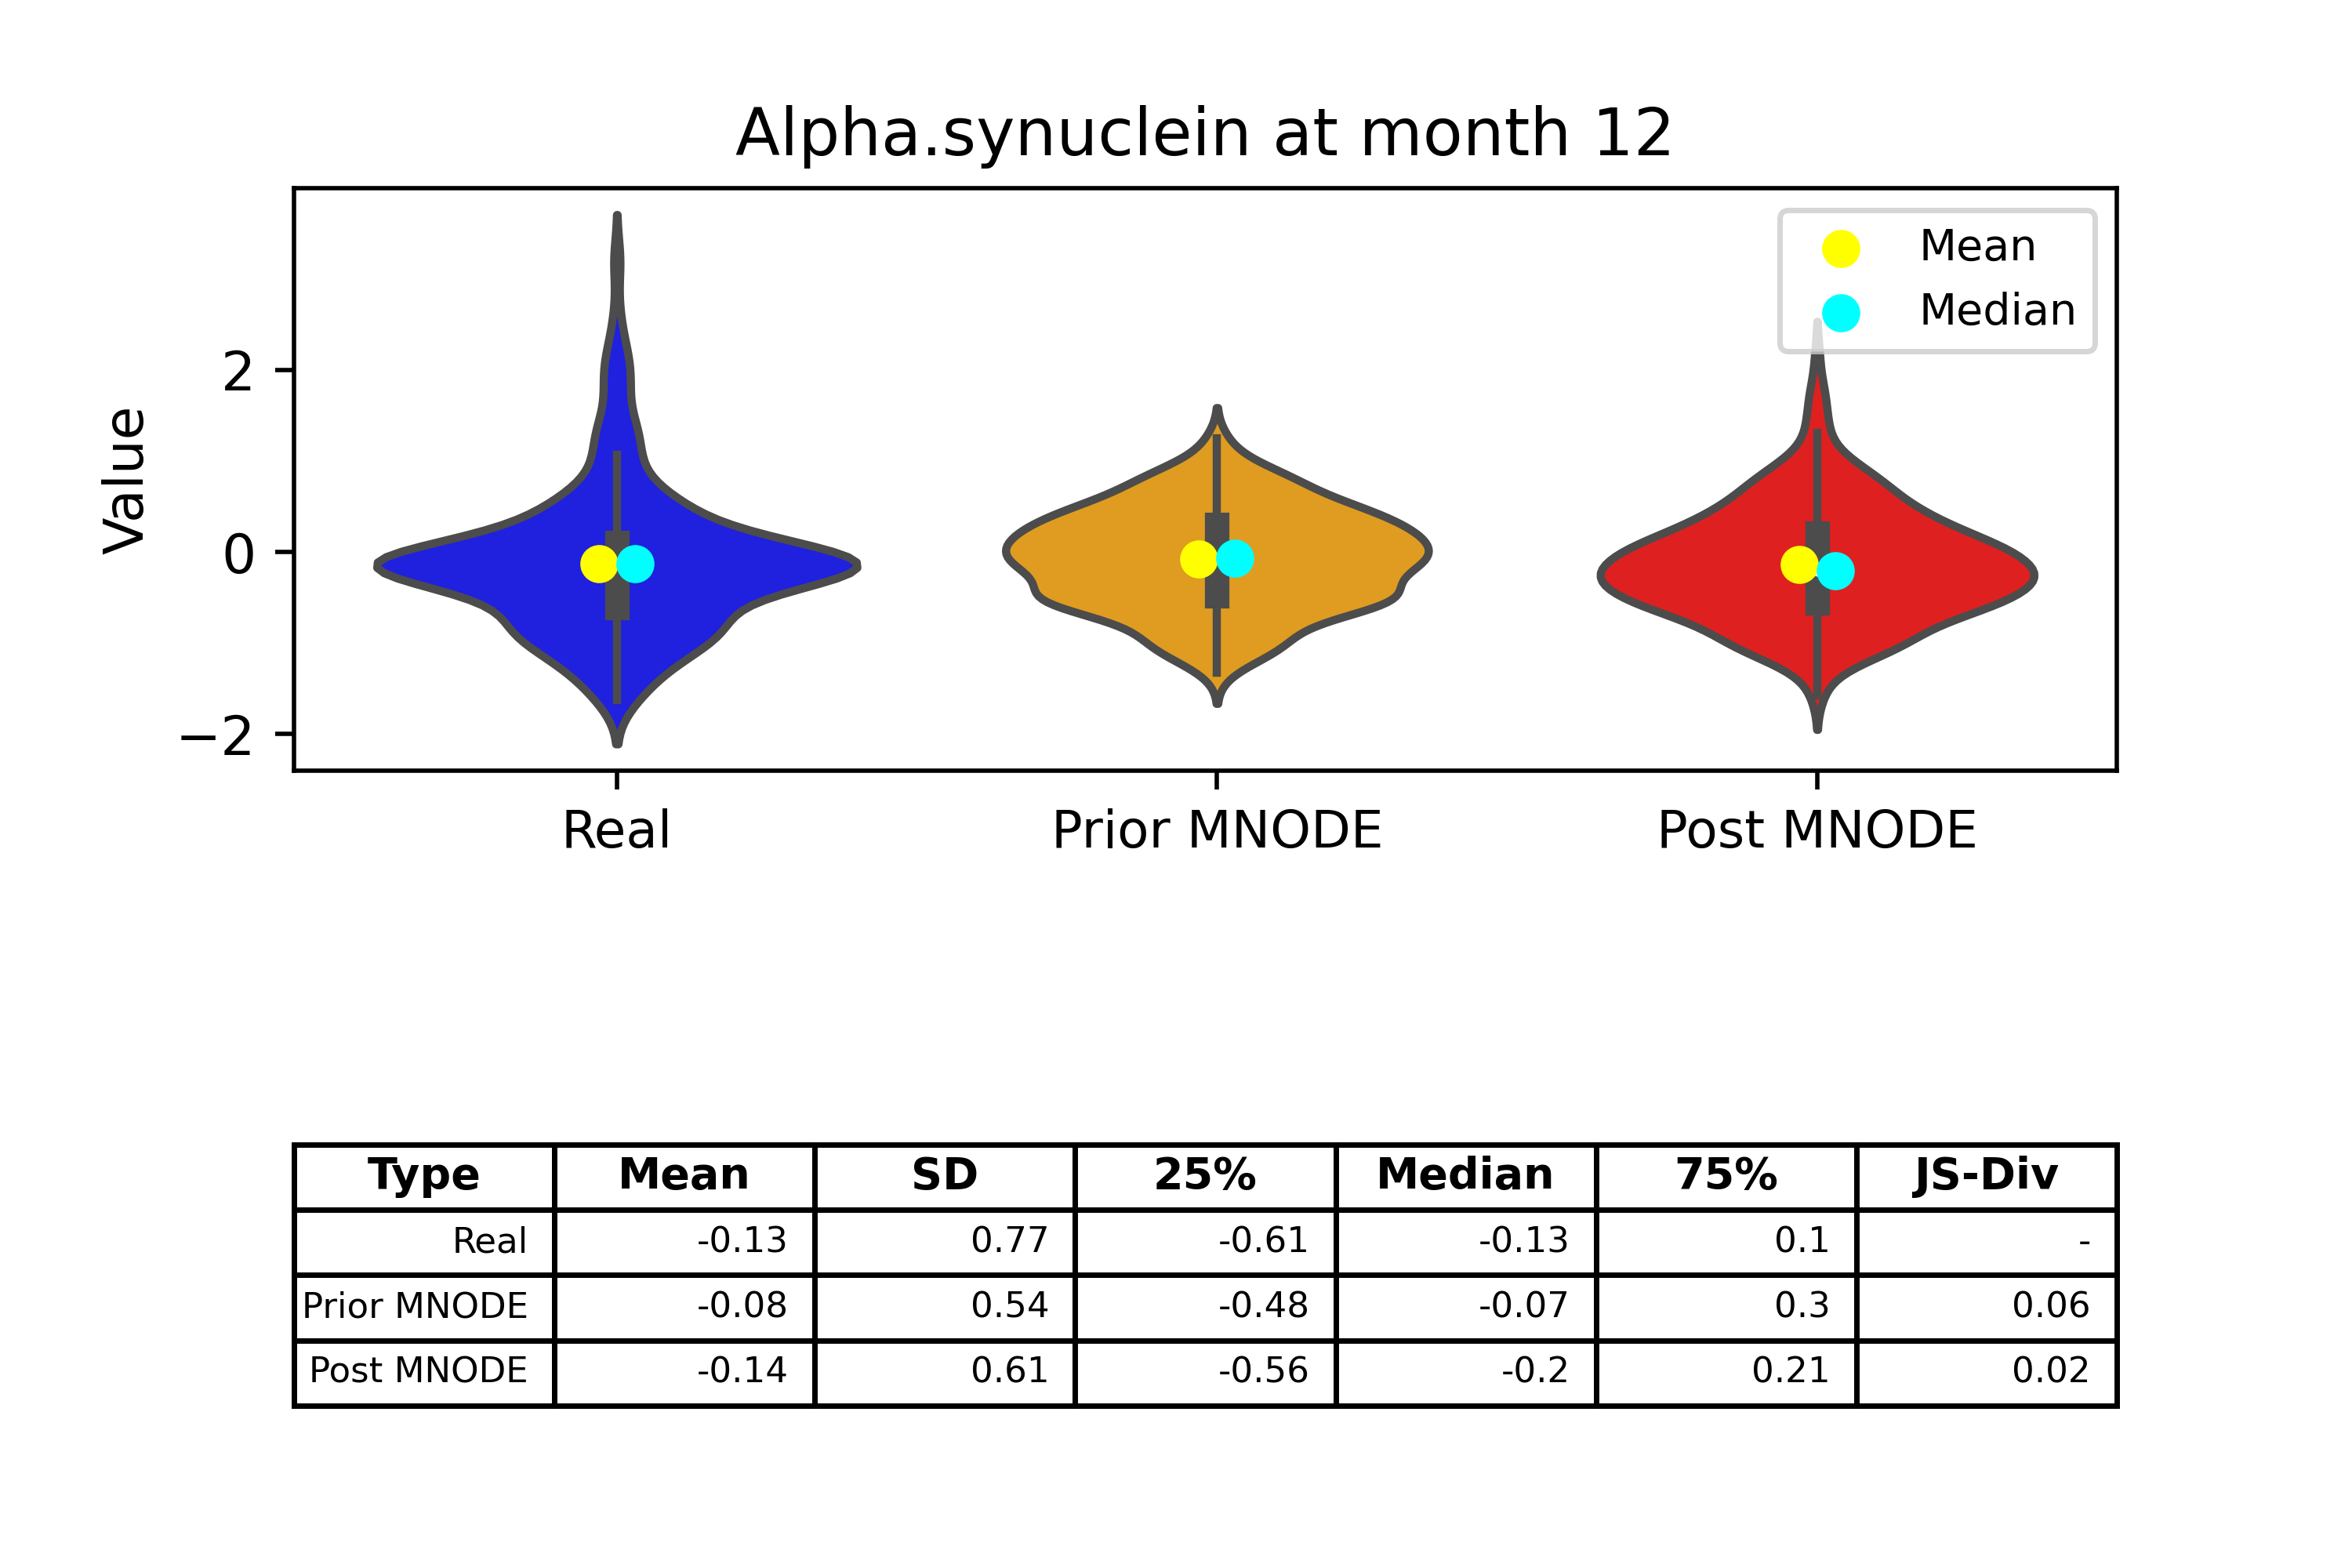 Alpha.synuclein at month 12
Mean
Median
Value
2
0
−2
Real Prior MNODE Post MNODE
Type Mean SD 25% Median 75% JS-Div
Real -0.13 0.77 -0.61 -0.13 0.1 -
Prior MNODE -0.08 0.54 -0.48 -0.07 0.3 0.06
Post MNODE -0.14 0.61 -0.56 -0.2 0.21 0.02